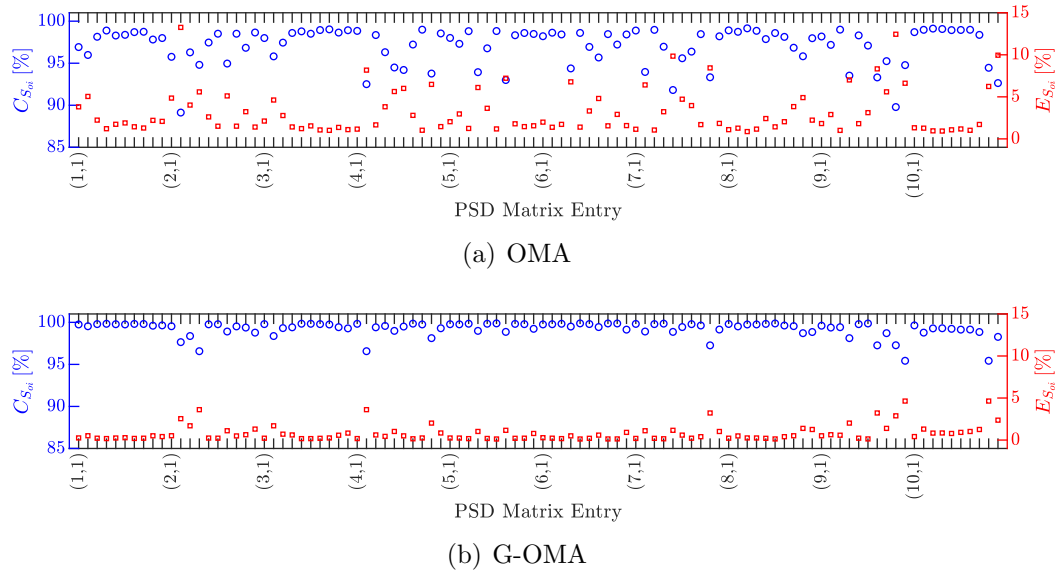 100
95
90
85
C_{S_{oi}} [%]
15
10
5
0
E_{S_{oi}} [%]
(1,1) (2,1) (3,1) (4,1) (5,1) (6,1) (7,1) (8,1) (9,1) (10,1)
PSD Matrix Entry
(a) OMA
100
95
90
85
C_{S_{oi}} [%]
15
10
5
0
E_{S_{oi}} [%]
(1,1) (2,1) (3,1) (4,1) (5,1) (6,1) (7,1) (8,1) (9,1) (10,1)
PSD Matrix Entry
(b) G-OMA